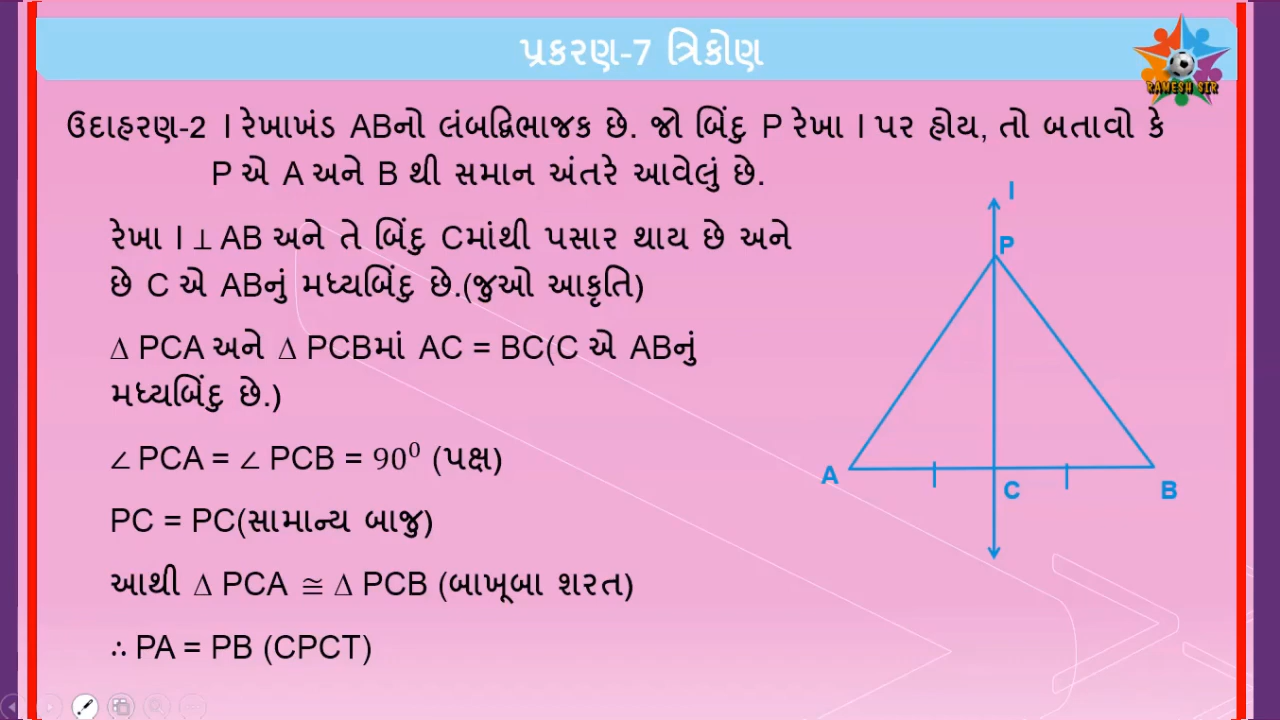 પ્રકરણ-7 ત્રિકોણ
RAMESH SIR
ઉદાહરણ-2 l રેખાખંડ ABનો લંબદ્વિભાજક છે. જો બિંદુ P રેખા l પર હોય, તો બતાવો કે
P એ A અને B થી સમાન અંતરે આવેલું છે.
રેખા l ⊥ AB અને તે બિંદુ Cમાંથી પસાર થાય છે અને
છે C એ ABનું મધ્યબિંદુ છે.(જુઓ આકૃતિ)
∆ PCA અને ∆ PCBમાં AC = BC(C એ ABનું
મધ્યબિંદુ છે.)
∠ PCA = ∠ PCB = 90⁰ (પક્ષ)
PC = PC(સામાન્ય બાજુ)
આથી ∆ PCA ≅ ∆ PCB (બાખૂબા શરત)
∴ PA = PB (CPCT)
l
P
A
C
B